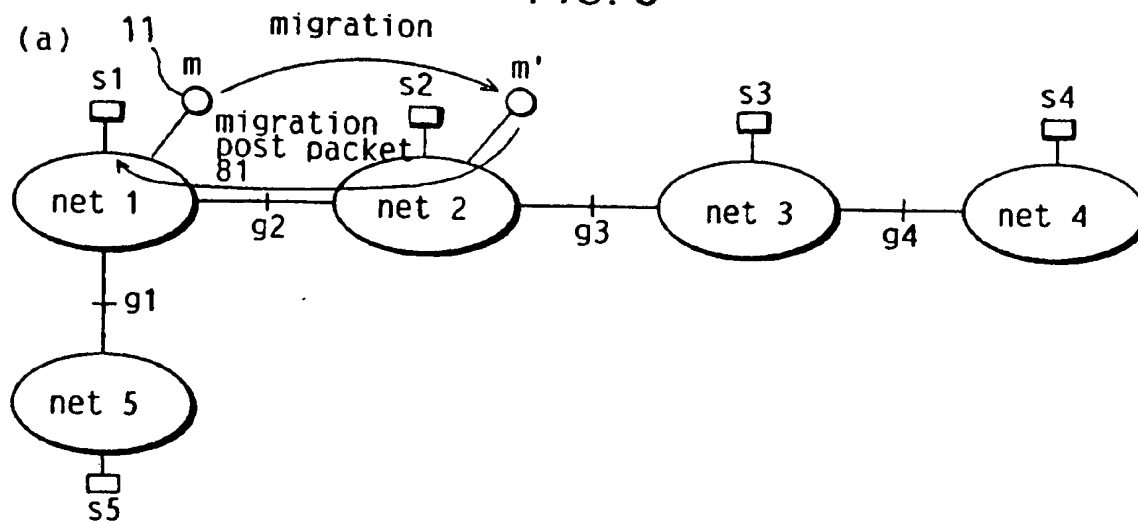 (a)
11
migration
m
m'
s1
s2
s3
s4
migration
post packet
81
net 1
net 2
net 3
net 4
g2
g3
g4
g1
net 5
s5